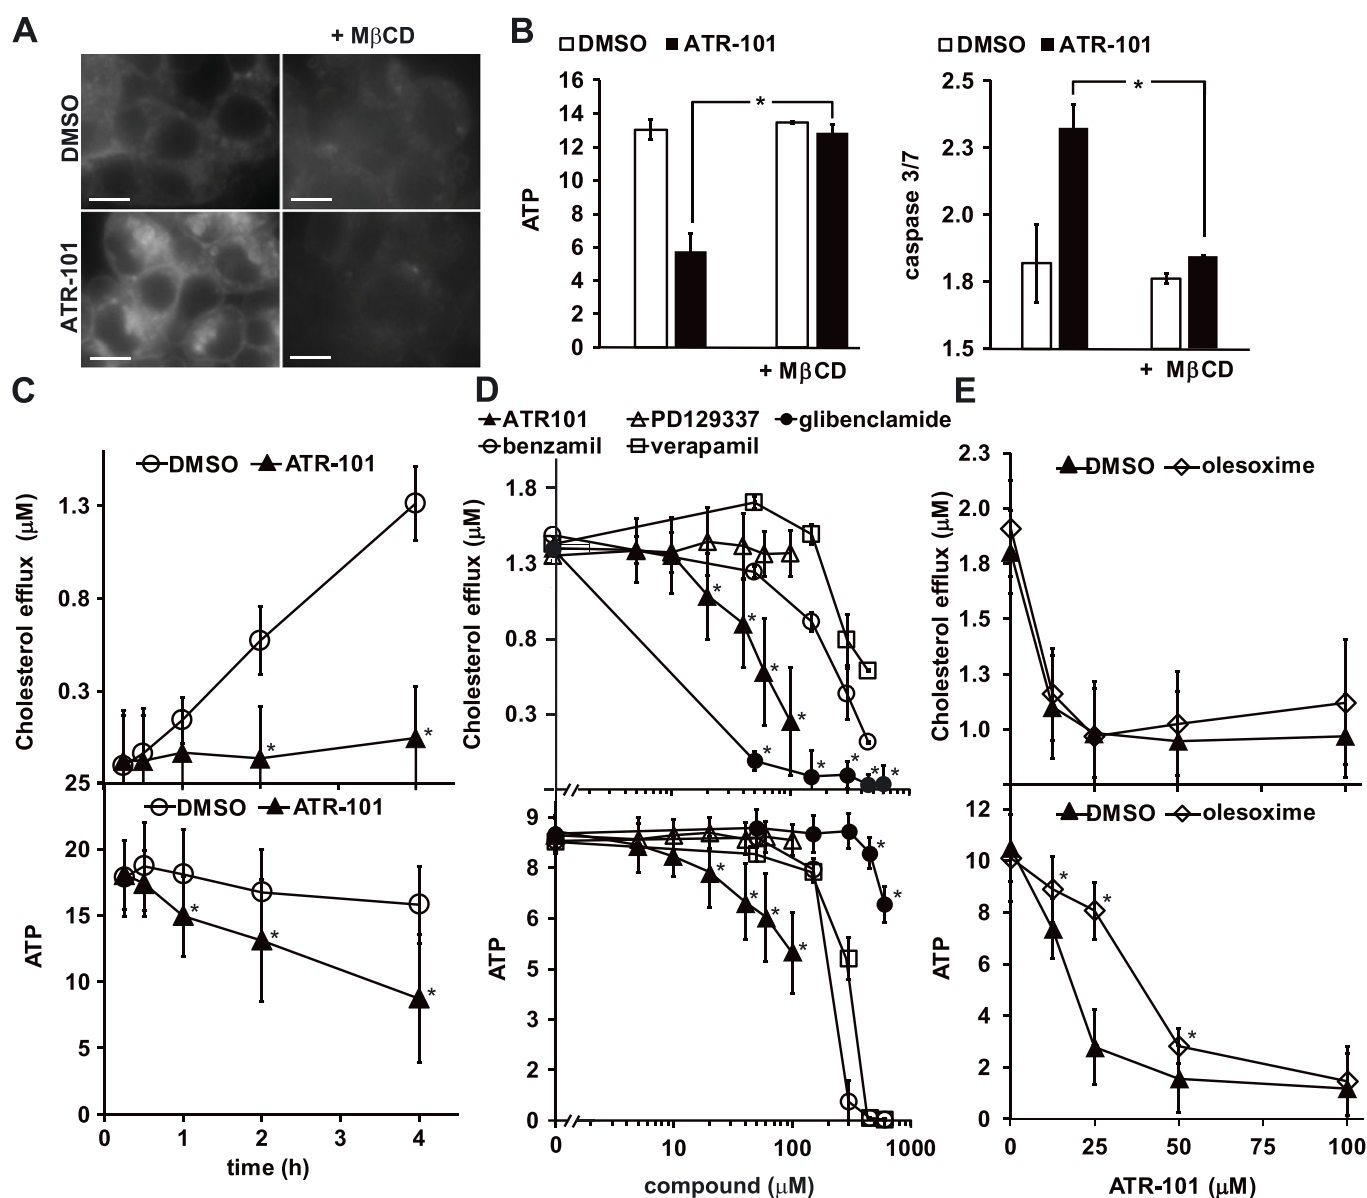 A
+ MβCD
DMSO
ATR-101
B
DMSO ATR-101
16
14
12
10
8
6
4
2
0
ATP
*
+ MβCD
DMSO ATR-101
2.5
2.3
2.0
1.8
1.5
caspase 3/7
*
+ MβCD
C
DMSO ATR-101
1.3
0.8
0.3
25
Cholesterol efflux (μM)
* *
DMSO ATR-101
20
15
10
5
0
ATP
* * *
0 1 2 3 4
time (h)
D
ATR101 PD129337 glibenclamide
benzamil verapamil
1.8
1.3
0.8
0.3
Cholesterol efflux (μM)
* * * *
* * * * *
9
8
6
5
3
2
0
ATP
* * * *
* *
0 10 100 1000
compound (μM)
E
DMSO olesoxime
2.3
2.0
1.8
1.5
1.3
1.0
Cholesterol efflux (μM)
DMSO olesoxime
12
10
8
6
4
2
0
ATP
* * *
0 25 50 75 100
ATR-101 (μM)